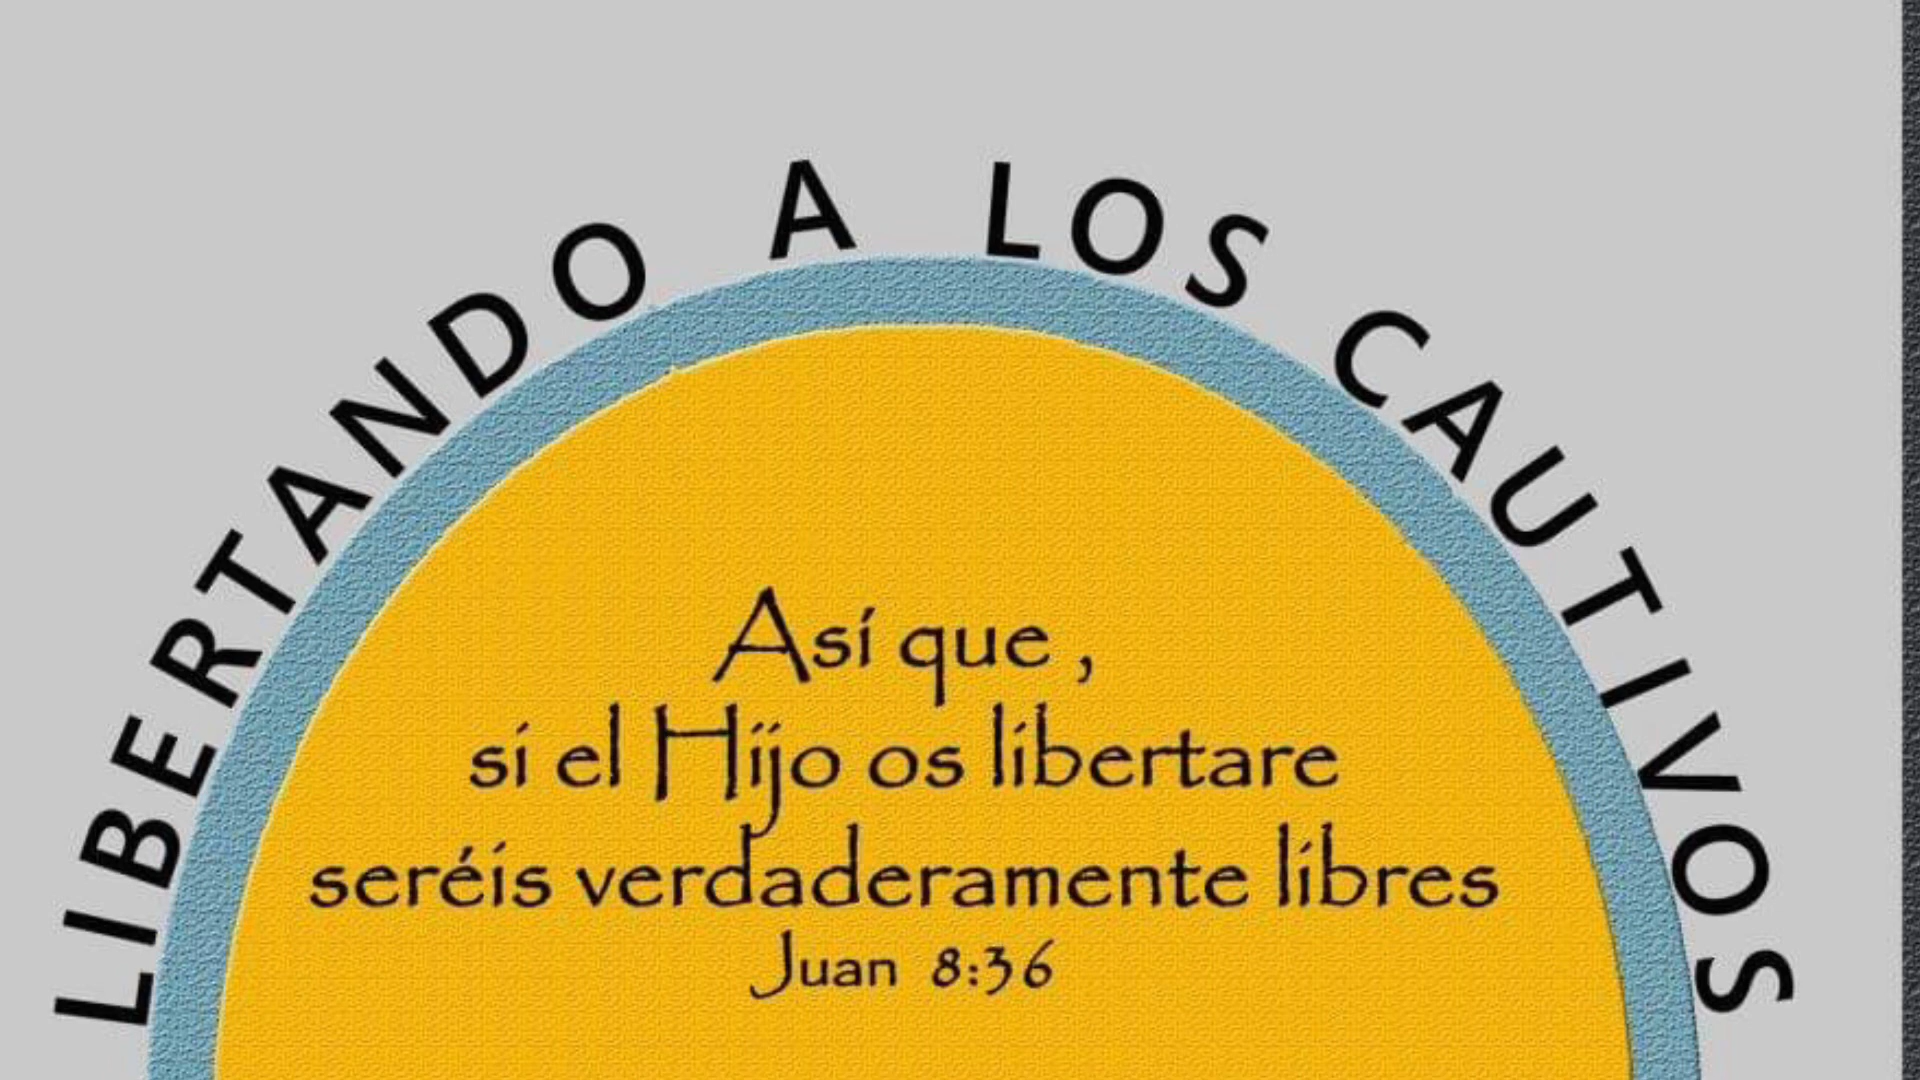 LIBERTANDO A LOS CAUTIVOS
Así que ,
si el Hijo os libertare
seréis verdaderamente libres
Juan 8:36